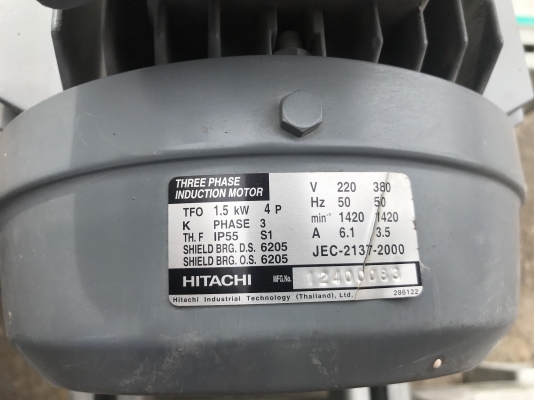 THREE PHASE
INDUCTION MOTOR
TFO 1.5 kW 4 P
K PHASE 3
TH. F IP55 S1
SHIELD BRG. D.S. 6205
SHIELD BRG. O.S. 6205
V 220 380
Hz 50 50
min⁻¹ 1420 1420
A 6.1 3.5
JEC-2137-2000
HITACHI MFG.No. 12400083
Hitachi Industrial Technology (Thailand), Ltd. 286122